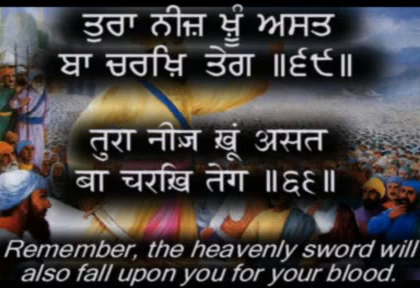 ਤੁਰਾ ਨੀਜ਼ ਖ਼ੂੰ ਅਸਤ
ਬਾ ਚਰਖ਼ਿ ਤੇਗ ॥੬੯॥
तुरा नीज़ ख़ूं असत
बा चरख़ि तेग ॥६९॥
Remember, the heavenly sword will
also fall upon you for your blood.